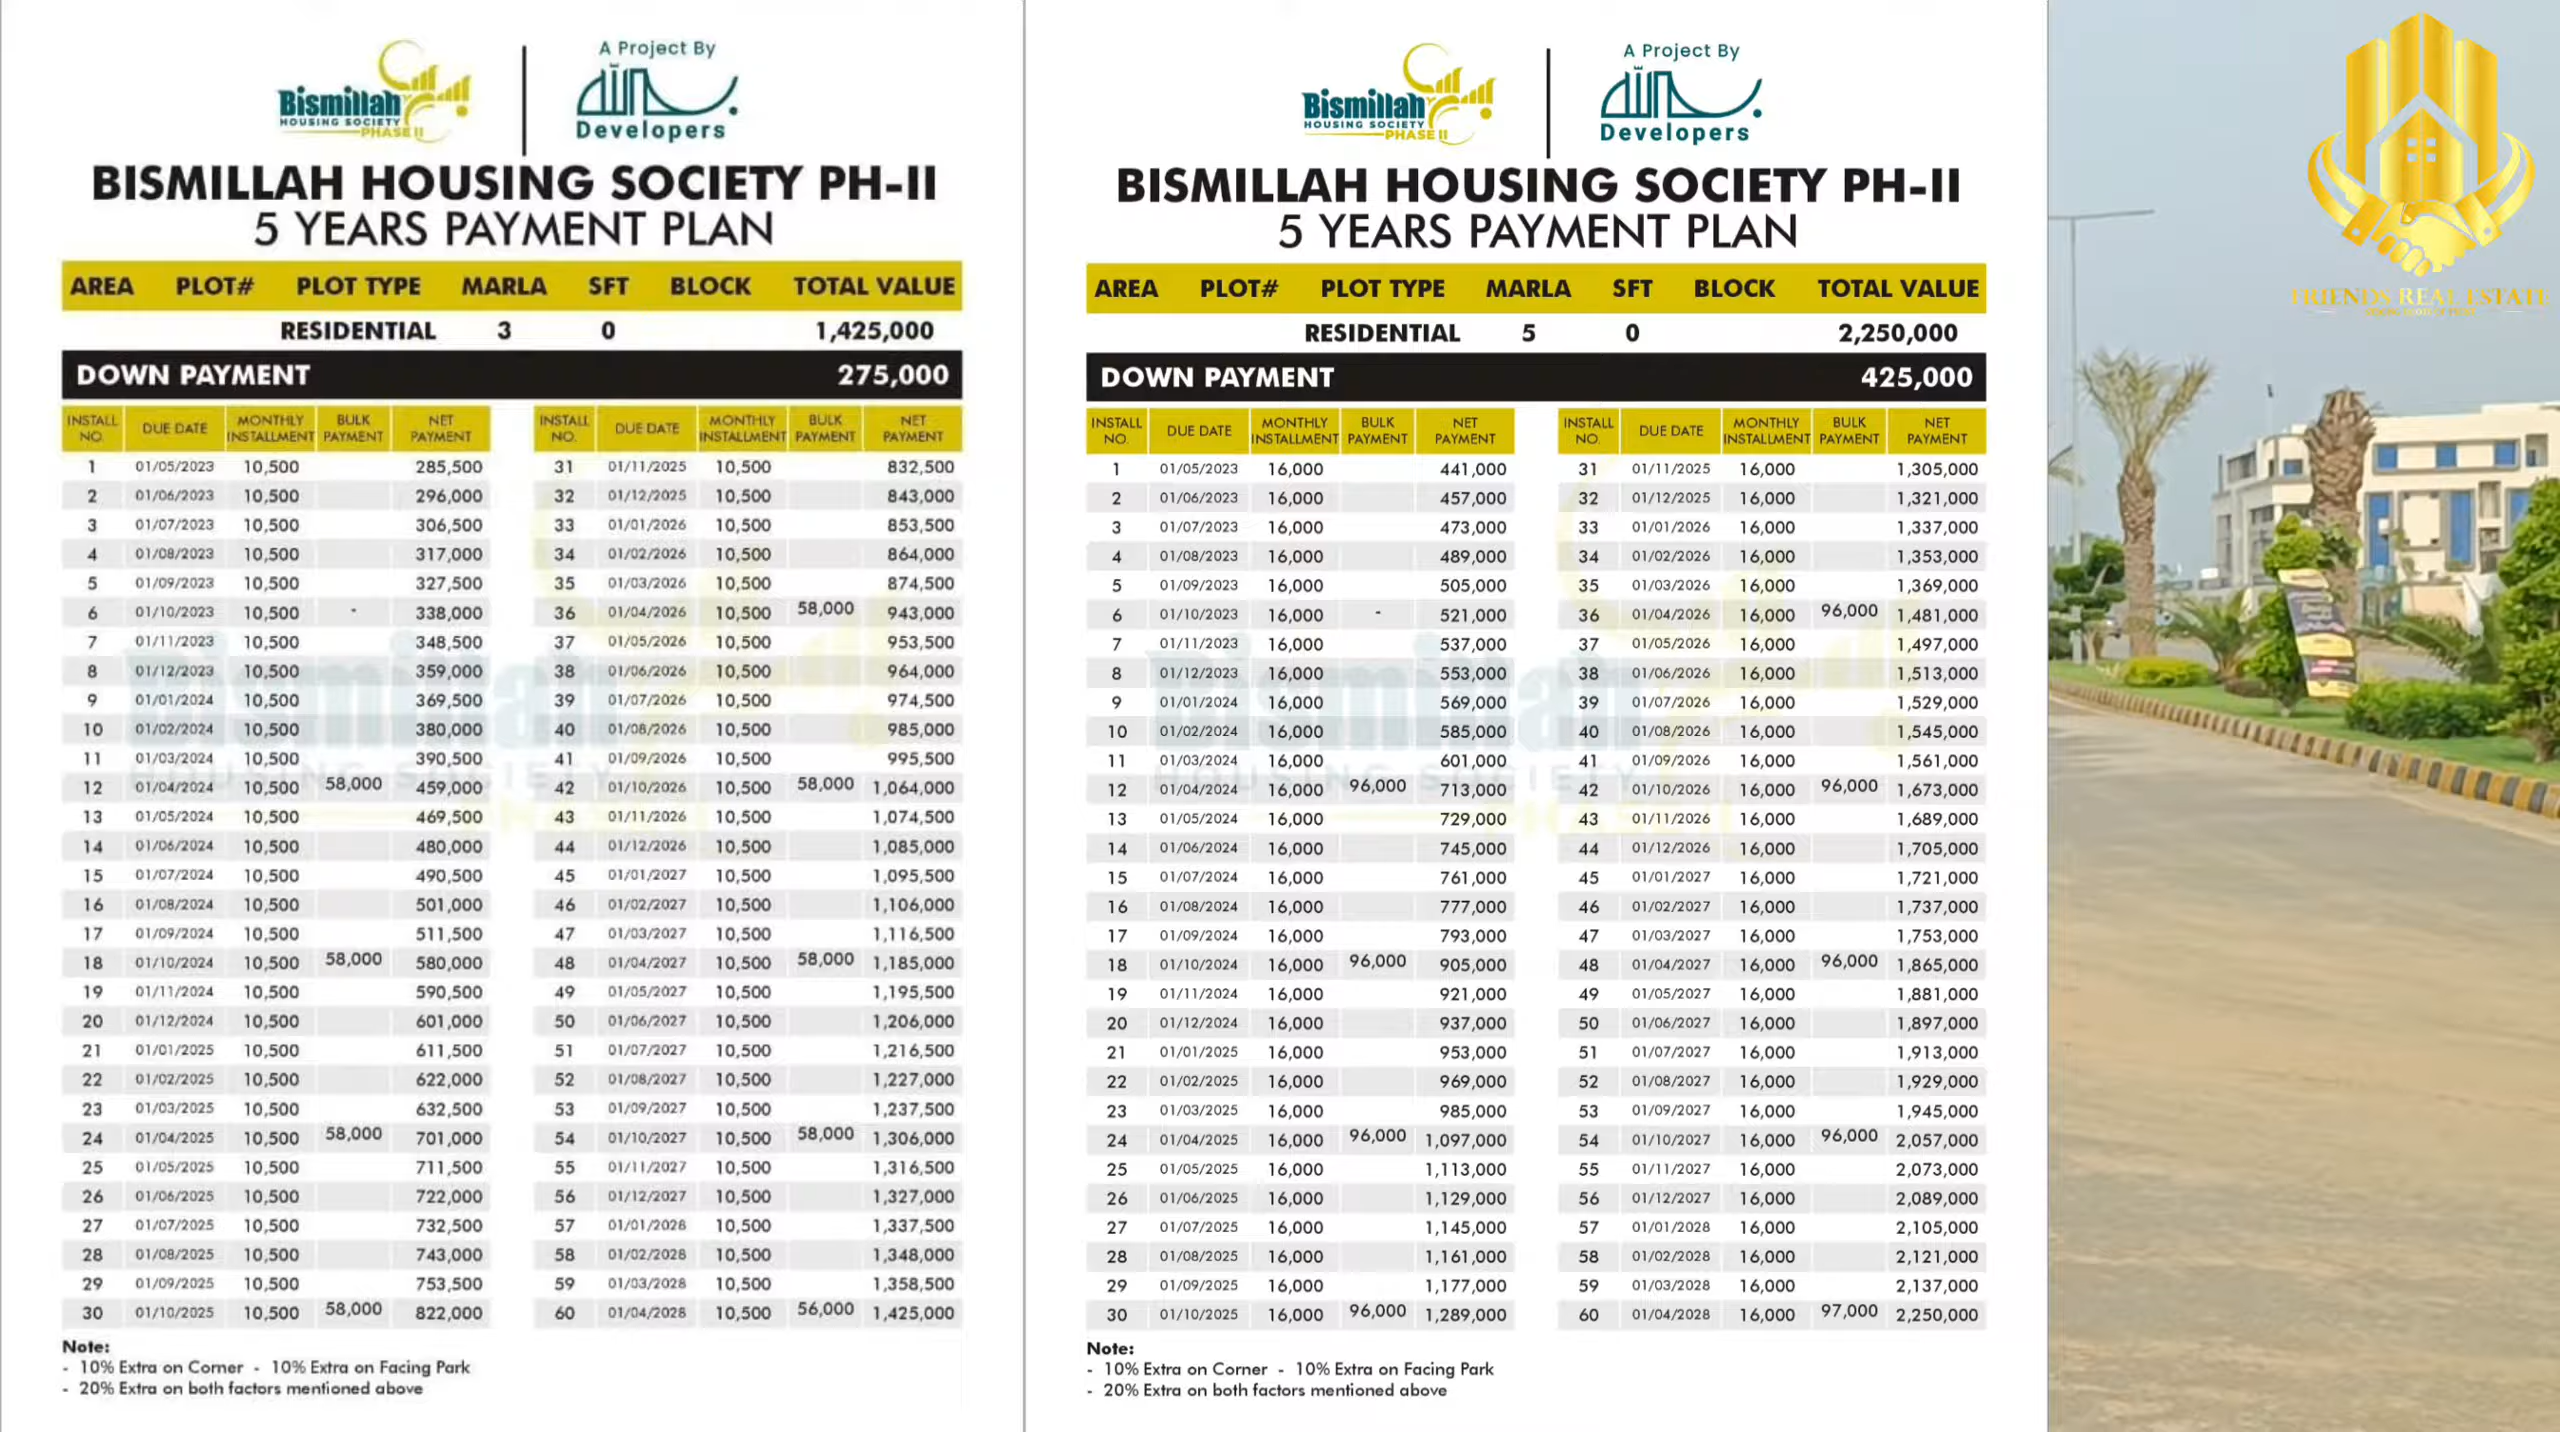 Bismillah
HOUSING SOCIETY
PHASE II
A Project By
Developers
BISMILLAH HOUSING SOCIETY PH-II
5 YEARS PAYMENT PLAN
AREA PLOT# PLOT TYPE MARLA SFT BLOCK TOTAL VALUE
RESIDENTIAL 3 0 1,425,000
DOWN PAYMENT 275,000
INSTALL NO. DUE DATE MONTHLY INSTALLMENT BULK PAYMENT NET PAYMENT INSTALL NO. DUE DATE MONTHLY INSTALLMENT BULK PAYMENT NET PAYMENT
1 01/05/2023 10,500 285,500 31 01/11/2025 10,500 832,500
2 01/06/2023 10,500 296,000 32 01/12/2025 10,500 843,000
3 01/07/2023 10,500 306,500 33 01/01/2026 10,500 853,500
4 01/08/2023 10,500 317,000 34 01/02/2026 10,500 864,000
5 01/09/2023 10,500 327,500 35 01/03/2026 10,500 874,500
6 01/10/2023 10,500 - 338,000 36 01/04/2026 10,500 58,000 943,000
7 01/11/2023 10,500 348,500 37 01/05/2026 10,500 953,500
8 01/12/2023 10,500 359,000 38 01/06/2026 10,500 964,000
9 01/01/2024 10,500 369,500 39 01/07/2026 10,500 974,500
10 01/02/2024 10,500 380,000 40 01/08/2026 10,500 985,000
11 01/03/2024 10,500 390,500 41 01/09/2026 10,500 995,500
12 01/04/2024 10,500 58,000 459,000 42 01/10/2026 10,500 58,000 1,064,000
13 01/05/2024 10,500 469,500 43 01/11/2026 10,500 1,074,500
14 01/06/2024 10,500 480,000 44 01/12/2026 10,500 1,085,000
15 01/07/2024 10,500 490,500 45 01/01/2027 10,500 1,095,500
16 01/08/2024 10,500 501,000 46 01/02/2027 10,500 1,106,000
17 01/09/2024 10,500 511,500 47 01/03/2027 10,500 1,116,500
18 01/10/2024 10,500 58,000 580,000 48 01/04/2027 10,500 58,000 1,185,000
19 01/11/2024 10,500 590,500 49 01/05/2027 10,500 1,195,500
20 01/12/2024 10,500 601,000 50 01/06/2027 10,500 1,206,000
21 01/01/2025 10,500 611,500 51 01/07/2027 10,500 1,216,500
22 01/02/2025 10,500 622,000 52 01/08/2027 10,500 1,227,000
23 01/03/2025 10,500 632,500 53 01/09/2027 10,500 1,237,500
24 01/04/2025 10,500 58,000 701,000 54 01/10/2027 10,500 58,000 1,306,000
25 01/05/2025 10,500 711,500 55 01/11/2027 10,500 1,316,500
26 01/06/2025 10,500 722,000 56 01/12/2027 10,500 1,327,000
27 01/07/2025 10,500 732,500 57 01/01/2028 10,500 1,337,500
28 01/08/2025 10,500 743,000 58 01/02/2028 10,500 1,348,000
29 01/09/2025 10,500 753,500 59 01/03/2028 10,500 1,358,500
30 01/10/2025 10,500 58,000 822,000 60 01/04/2028 10,500 56,000 1,425,000
Note:
- 10% Extra on Corner - 10% Extra on Facing Park
- 20% Extra on both factors mentioned above
Bismillah
HOUSING SOCIETY
PHASE II
A Project By
Developers
BISMILLAH HOUSING SOCIETY PH-II
5 YEARS PAYMENT PLAN
AREA PLOT# PLOT TYPE MARLA SFT BLOCK TOTAL VALUE
RESIDENTIAL 5 0 2,250,000
DOWN PAYMENT 425,000
INSTALL NO. DUE DATE MONTHLY INSTALLMENT BULK PAYMENT NET PAYMENT INSTALL NO. DUE DATE MONTHLY INSTALLMENT BULK PAYMENT NET PAYMENT
1 01/05/2023 16,000 441,000 31 01/11/2025 16,000 1,305,000
2 01/06/2023 16,000 457,000 32 01/12/2025 16,000 1,321,000
3 01/07/2023 16,000 473,000 33 01/01/2026 16,000 1,337,000
4 01/08/2023 16,000 489,000 34 01/02/2026 16,000 1,353,000
5 01/09/2023 16,000 505,000 35 01/03/2026 16,000 1,369,000
6 01/10/2023 16,000 - 521,000 36 01/04/2026 16,000 96,000 1,481,000
7 01/11/2023 16,000 537,000 37 01/05/2026 16,000 1,497,000
8 01/12/2023 16,000 553,000 38 01/06/2026 16,000 1,513,000
9 01/01/2024 16,000 569,000 39 01/07/2026 16,000 1,529,000
10 01/02/2024 16,000 585,000 40 01/08/2026 16,000 1,545,000
11 01/03/2024 16,000 601,000 41 01/09/2026 16,000 1,561,000
12 01/04/2024 16,000 96,000 713,000 42 01/10/2026 16,000 96,000 1,673,000
13 01/05/2024 16,000 729,000 43 01/11/2026 16,000 1,689,000
14 01/06/2024 16,000 745,000 44 01/12/2026 16,000 1,705,000
15 01/07/2024 16,000 761,000 45 01/01/2027 16,000 1,721,000
16 01/08/2024 16,000 777,000 46 01/02/2027 16,000 1,737,000
17 01/09/2024 16,000 793,000 47 01/03/2027 16,000 1,753,000
18 01/10/2024 16,000 96,000 905,000 48 01/04/2027 16,000 96,000 1,865,000
19 01/11/2024 16,000 921,000 49 01/05/2027 16,000 1,881,000
20 01/12/2024 16,000 937,000 50 01/06/2027 16,000 1,897,000
21 01/01/2025 16,000 953,000 51 01/07/2027 16,000 1,913,000
22 01/02/2025 16,000 969,000 52 01/08/2027 16,000 1,929,000
23 01/03/2025 16,000 985,000 53 01/09/2027 16,000 1,945,000
24 01/04/2025 16,000 96,000 1,097,000 54 01/10/2027 16,000 96,000 2,057,000
25 01/05/2025 16,000 1,113,000 55 01/11/2027 16,000 2,073,000
26 01/06/2025 16,000 1,129,000 56 01/12/2027 16,000 2,089,000
27 01/07/2025 16,000 1,145,000 57 01/01/2028 16,000 2,105,000
28 01/08/2025 16,000 1,161,000 58 01/02/2028 16,000 2,121,000
29 01/09/2025 16,000 1,177,000 59 01/03/2028 16,000 2,137,000
30 01/10/2025 16,000 96,000 1,289,000 60 01/04/2028 16,000 97,000 2,250,000
Note:
- 10% Extra on Corner - 10% Extra on Facing Park
- 20% Extra on both factors mentioned above
FRIENDS REAL ESTATE